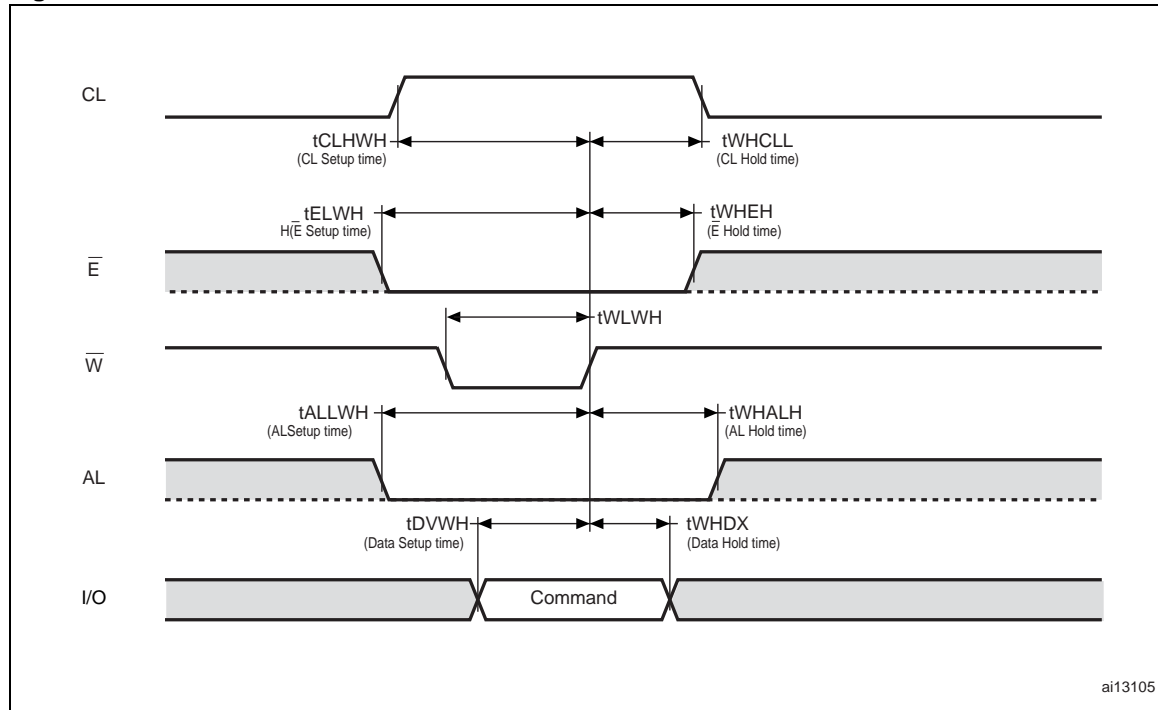 CL
tCLHWH
(CL Setup time)
tWHCLL
(CL Hold time)
tELWH
H(E̅ Setup time)
tWHEH
(E̅ Hold time)
E̅
tWLWH
W̅
tALLWH
(ALSetup time)
tWHALH
(AL Hold time)
AL
tDVWH
(Data Setup time)
tWHDX
(Data Hold time)
I/O
Command
ai13105